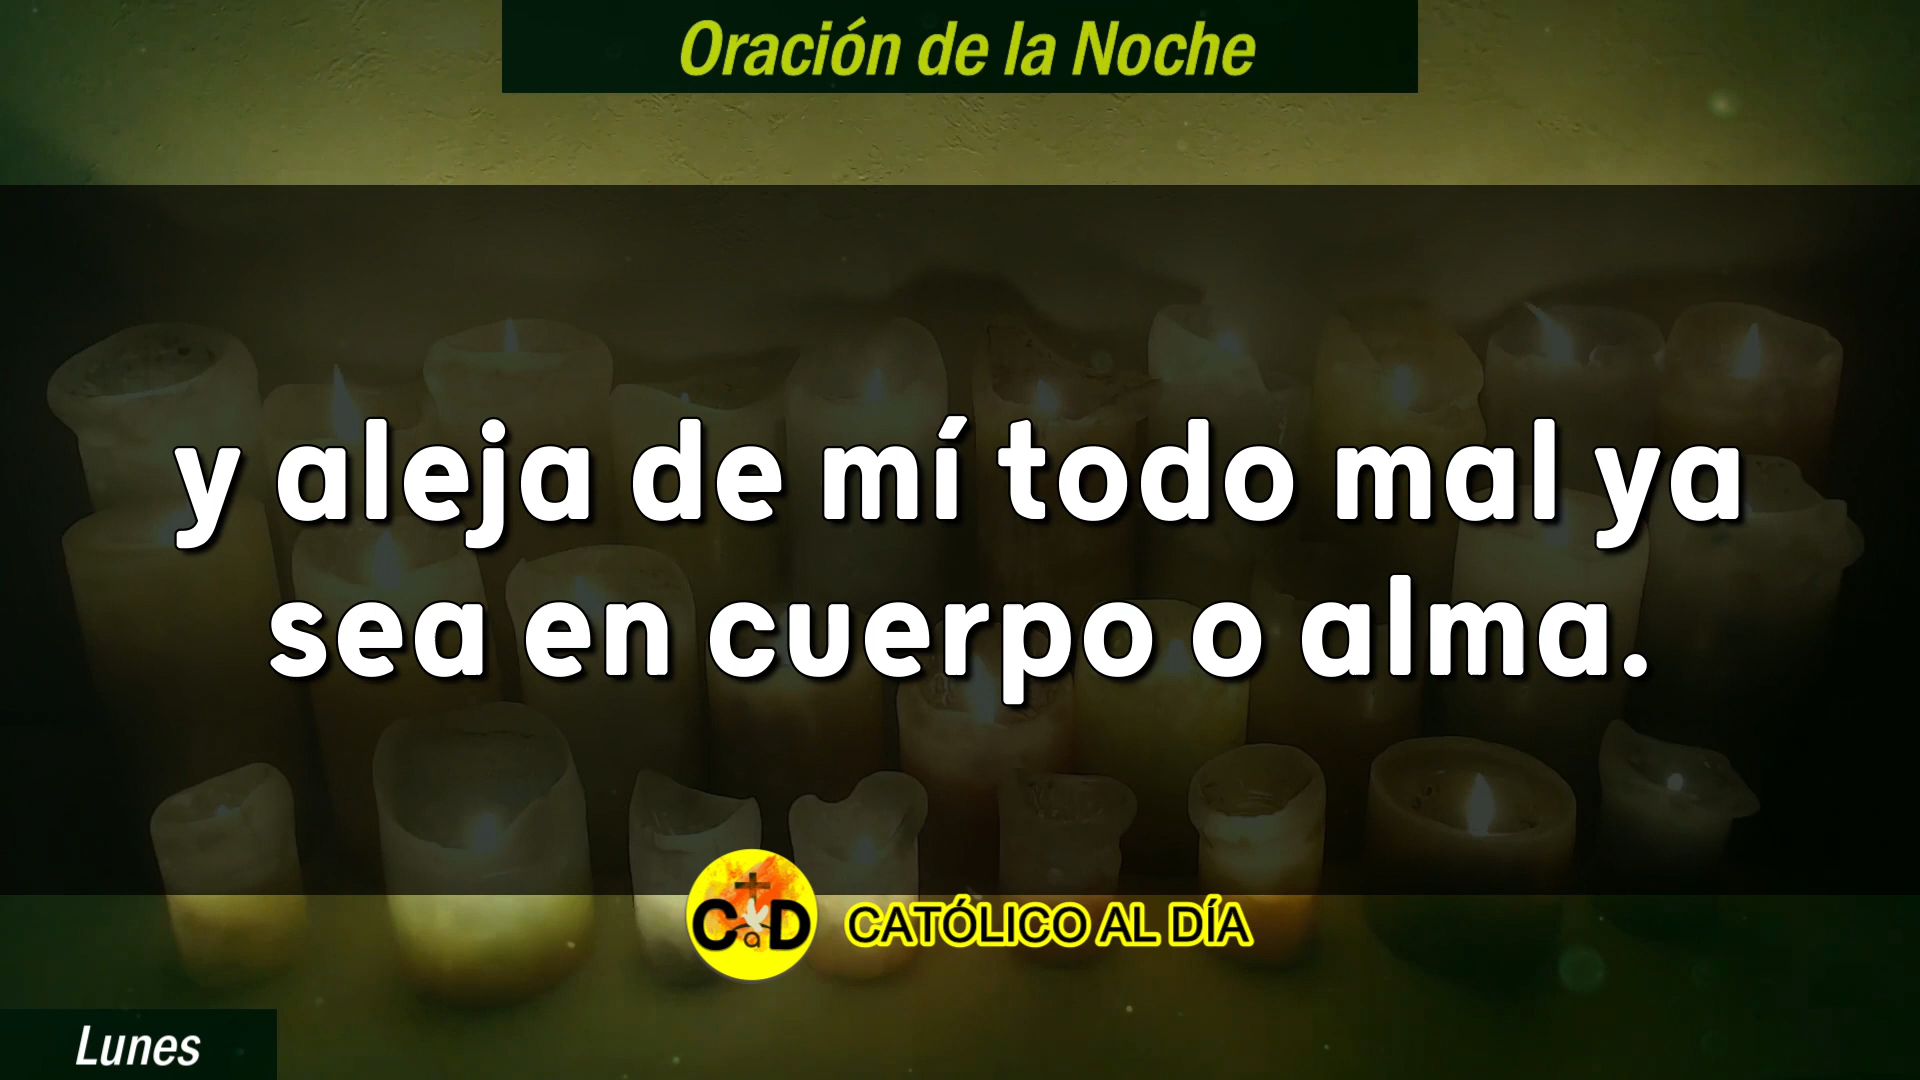 Oración de la Noche
y aleja de mí todo mal ya
sea en cuerpo o alma.
CaD CATÓLICO AL DÍA
Lunes